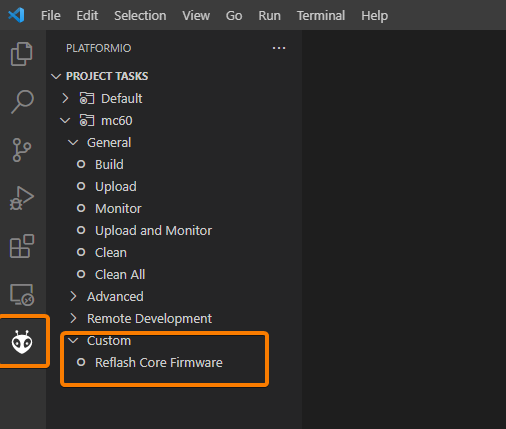 File Edit Selection View Go Run Terminal Help
PLATFORMIO
PROJECT TASKS
Default
mc60
General
Build
Upload
Monitor
Upload and Monitor
Clean
Clean All
Advanced
Remote Development
Custom
Reflash Core Firmware